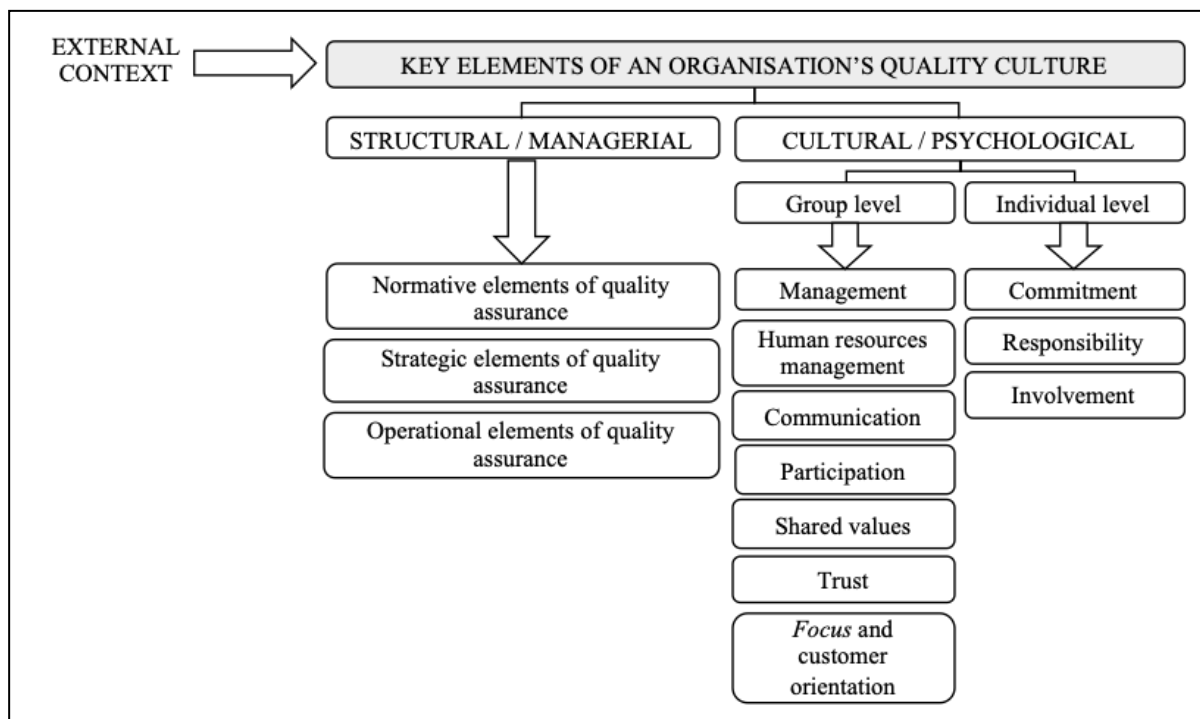 EXTERNAL
CONTEXT
KEY ELEMENTS OF AN ORGANISATION'S QUALITY CULTURE
STRUCTURAL / MANAGERIAL
CULTURAL / PSYCHOLOGICAL
Group level
Individual level
Normative elements of quality
assurance
Strategic elements of quality
assurance
Operational elements of quality
assurance
Management
Human resources
management
Communication
Participation
Shared values
Trust
Focus and
customer
orientation
Commitment
Responsibility
Involvement